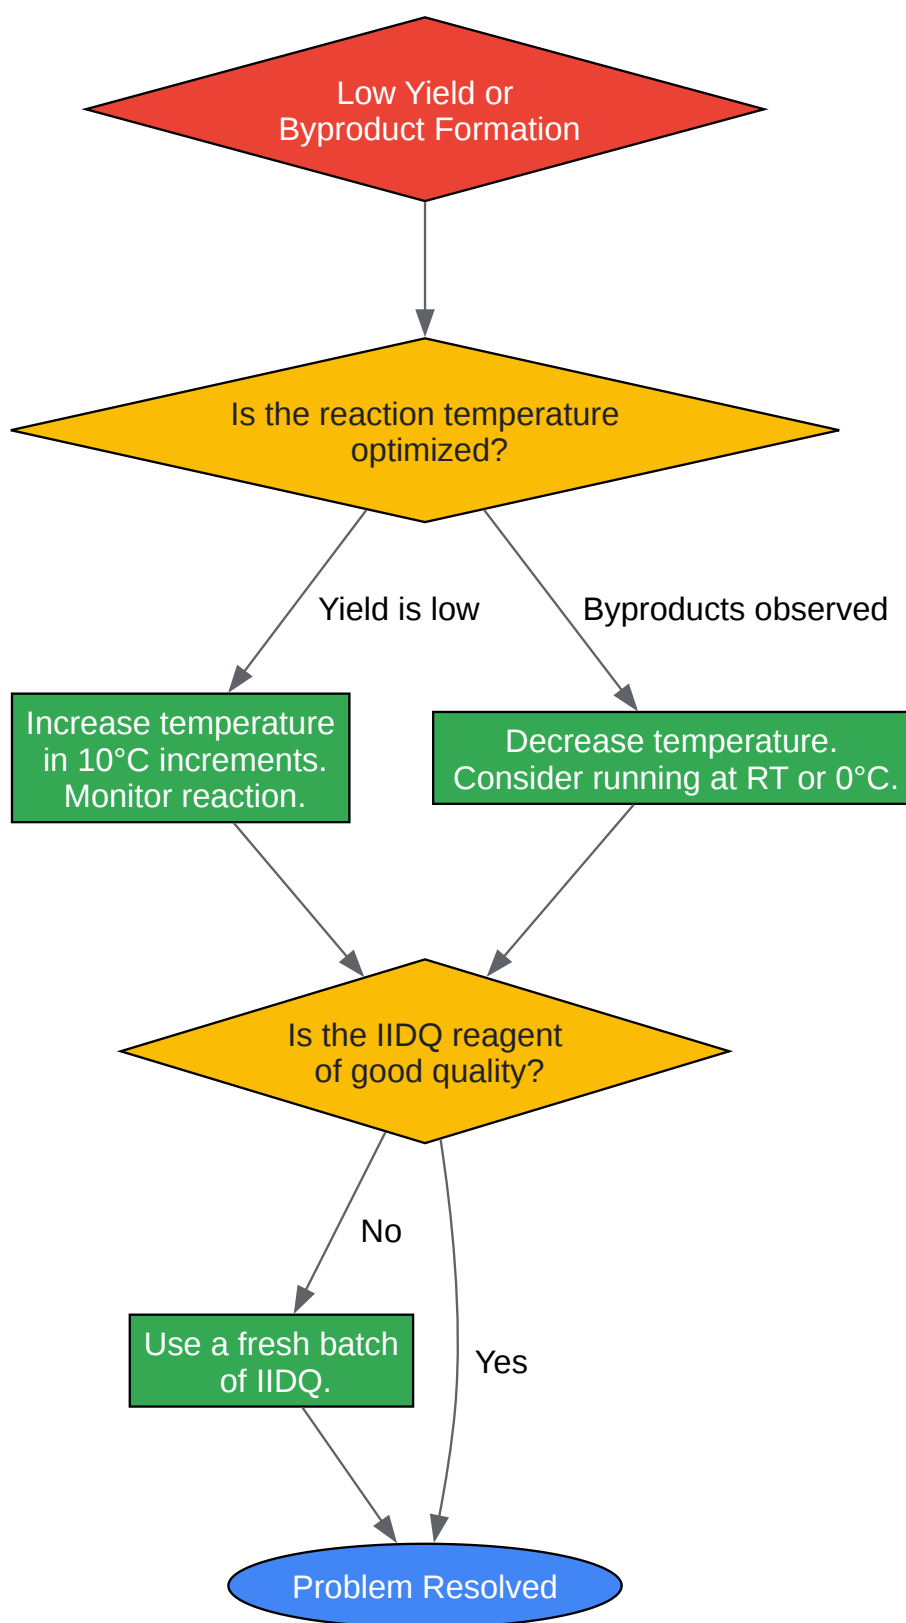 Low Yield or
Byproduct Formation
Is the reaction temperature
optimized?
Yield is low
Byproducts observed
Increase temperature
in 10°C increments.
Monitor reaction.
Decrease temperature.
Consider running at RT or 0°C.
Is the IIDQ reagent
of good quality?
No
Yes
Use a fresh batch
of IIDQ.
Problem Resolved